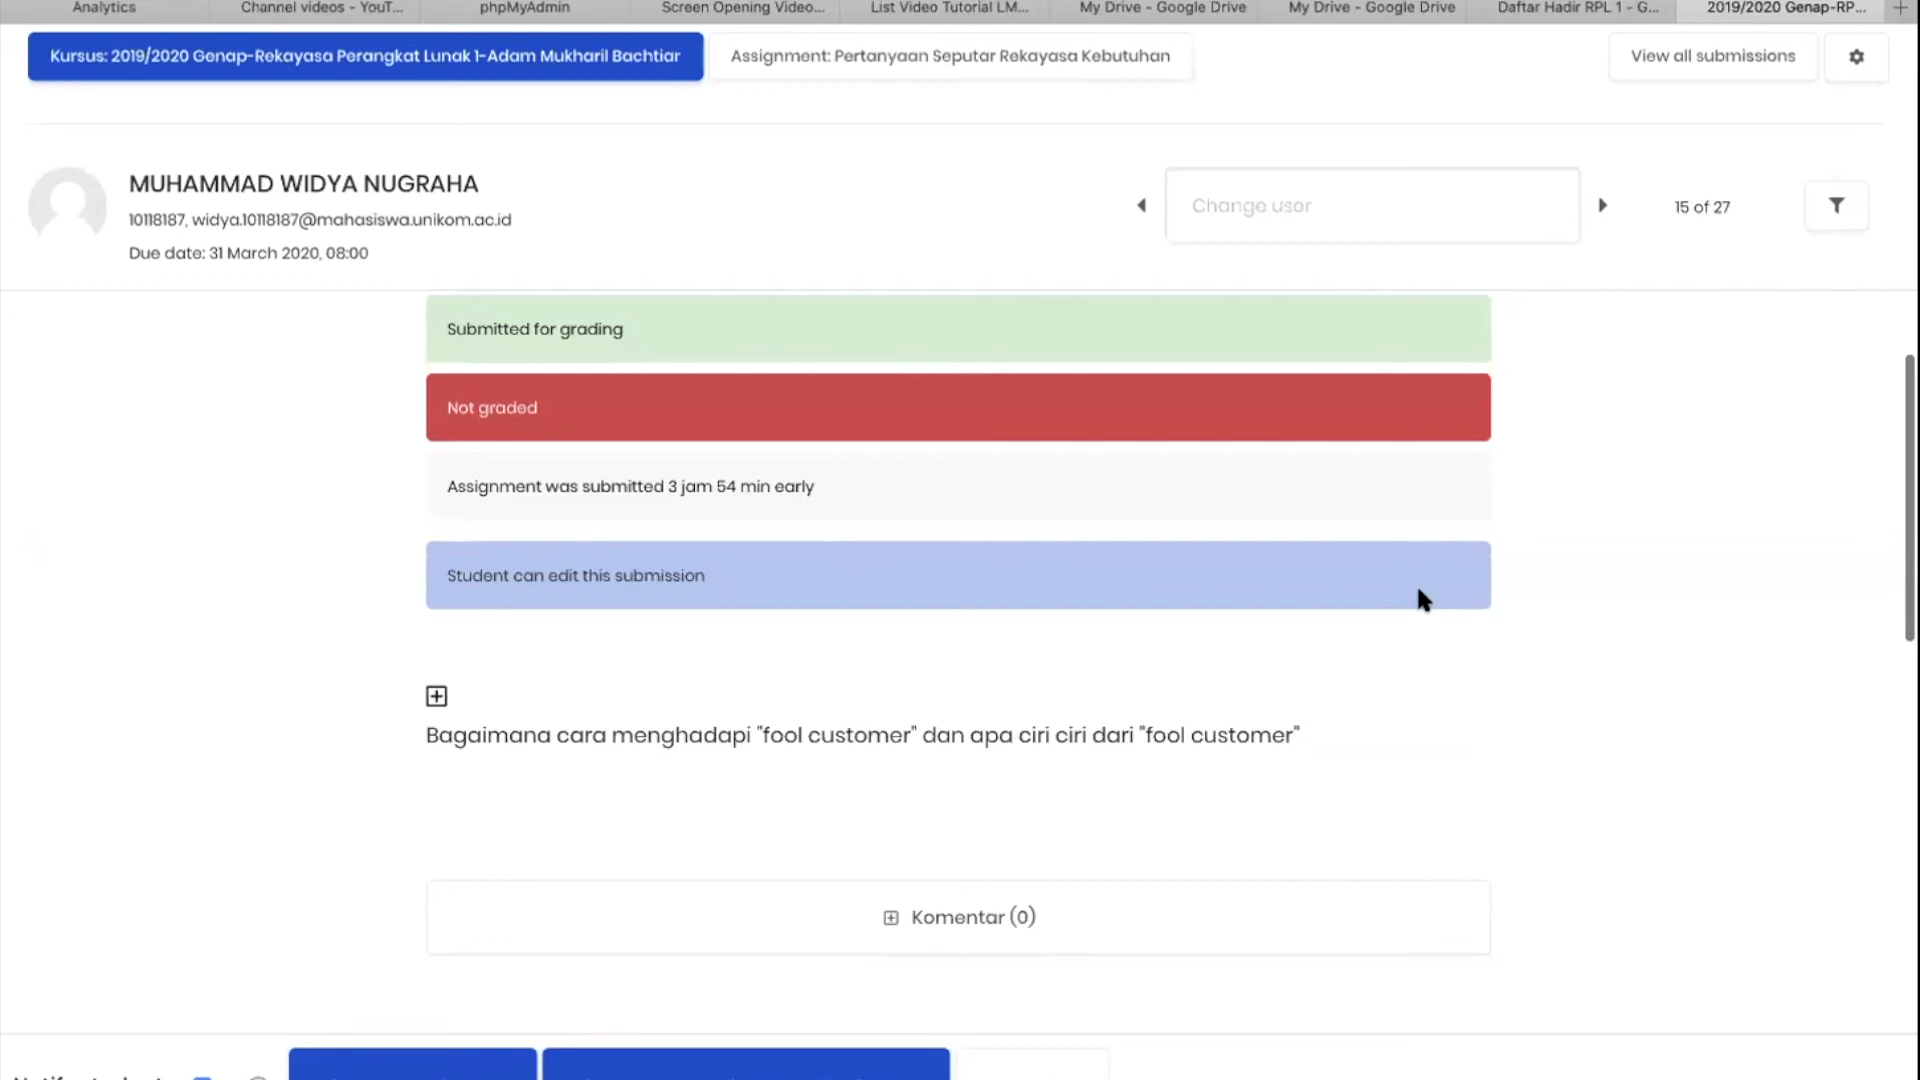 Analytics
Channel videos - YouT...
phpMyAdmin
Screen Opening Video...
List Video Tutorial LM...
My Drive - Google Drive
My Drive - Google Drive
Daftar Hadir RPL 1 - G...
2019/2020 Genap-RP...
Kursus: 2019/2020 Genap-Rekayasa Perangkat Lunak 1-Adam Mukharil Bachtiar
Assignment: Pertanyaan Seputar Rekayasa Kebutuhan
View all submissions
MUHAMMAD WIDYA NUGRAHA
10118187, widya.10118187@mahasiswa.unikom.ac.id
Due date: 31 March 2020, 08:00
Change user
15 of 27
Submitted for grading
Not graded
Assignment was submitted 3 jam 54 min early
Student can edit this submission
Bagaimana cara menghadapi "fool customer" dan apa ciri ciri dari "fool customer"
Komentar (0)